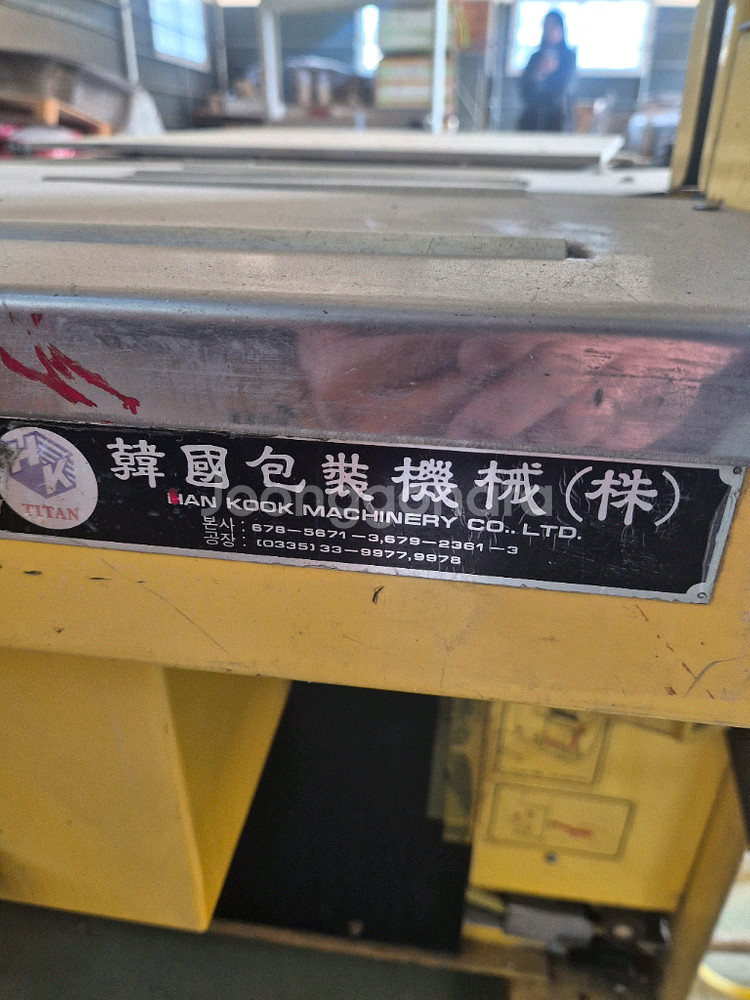 韓國包裝機械(株)
HAN KOOK MACHINERY CO., LTD.
본사 : 678-5671-3,679-2361-3
공장 : (0335) 33-9977,9978
HK
TITAN
Joonggonara